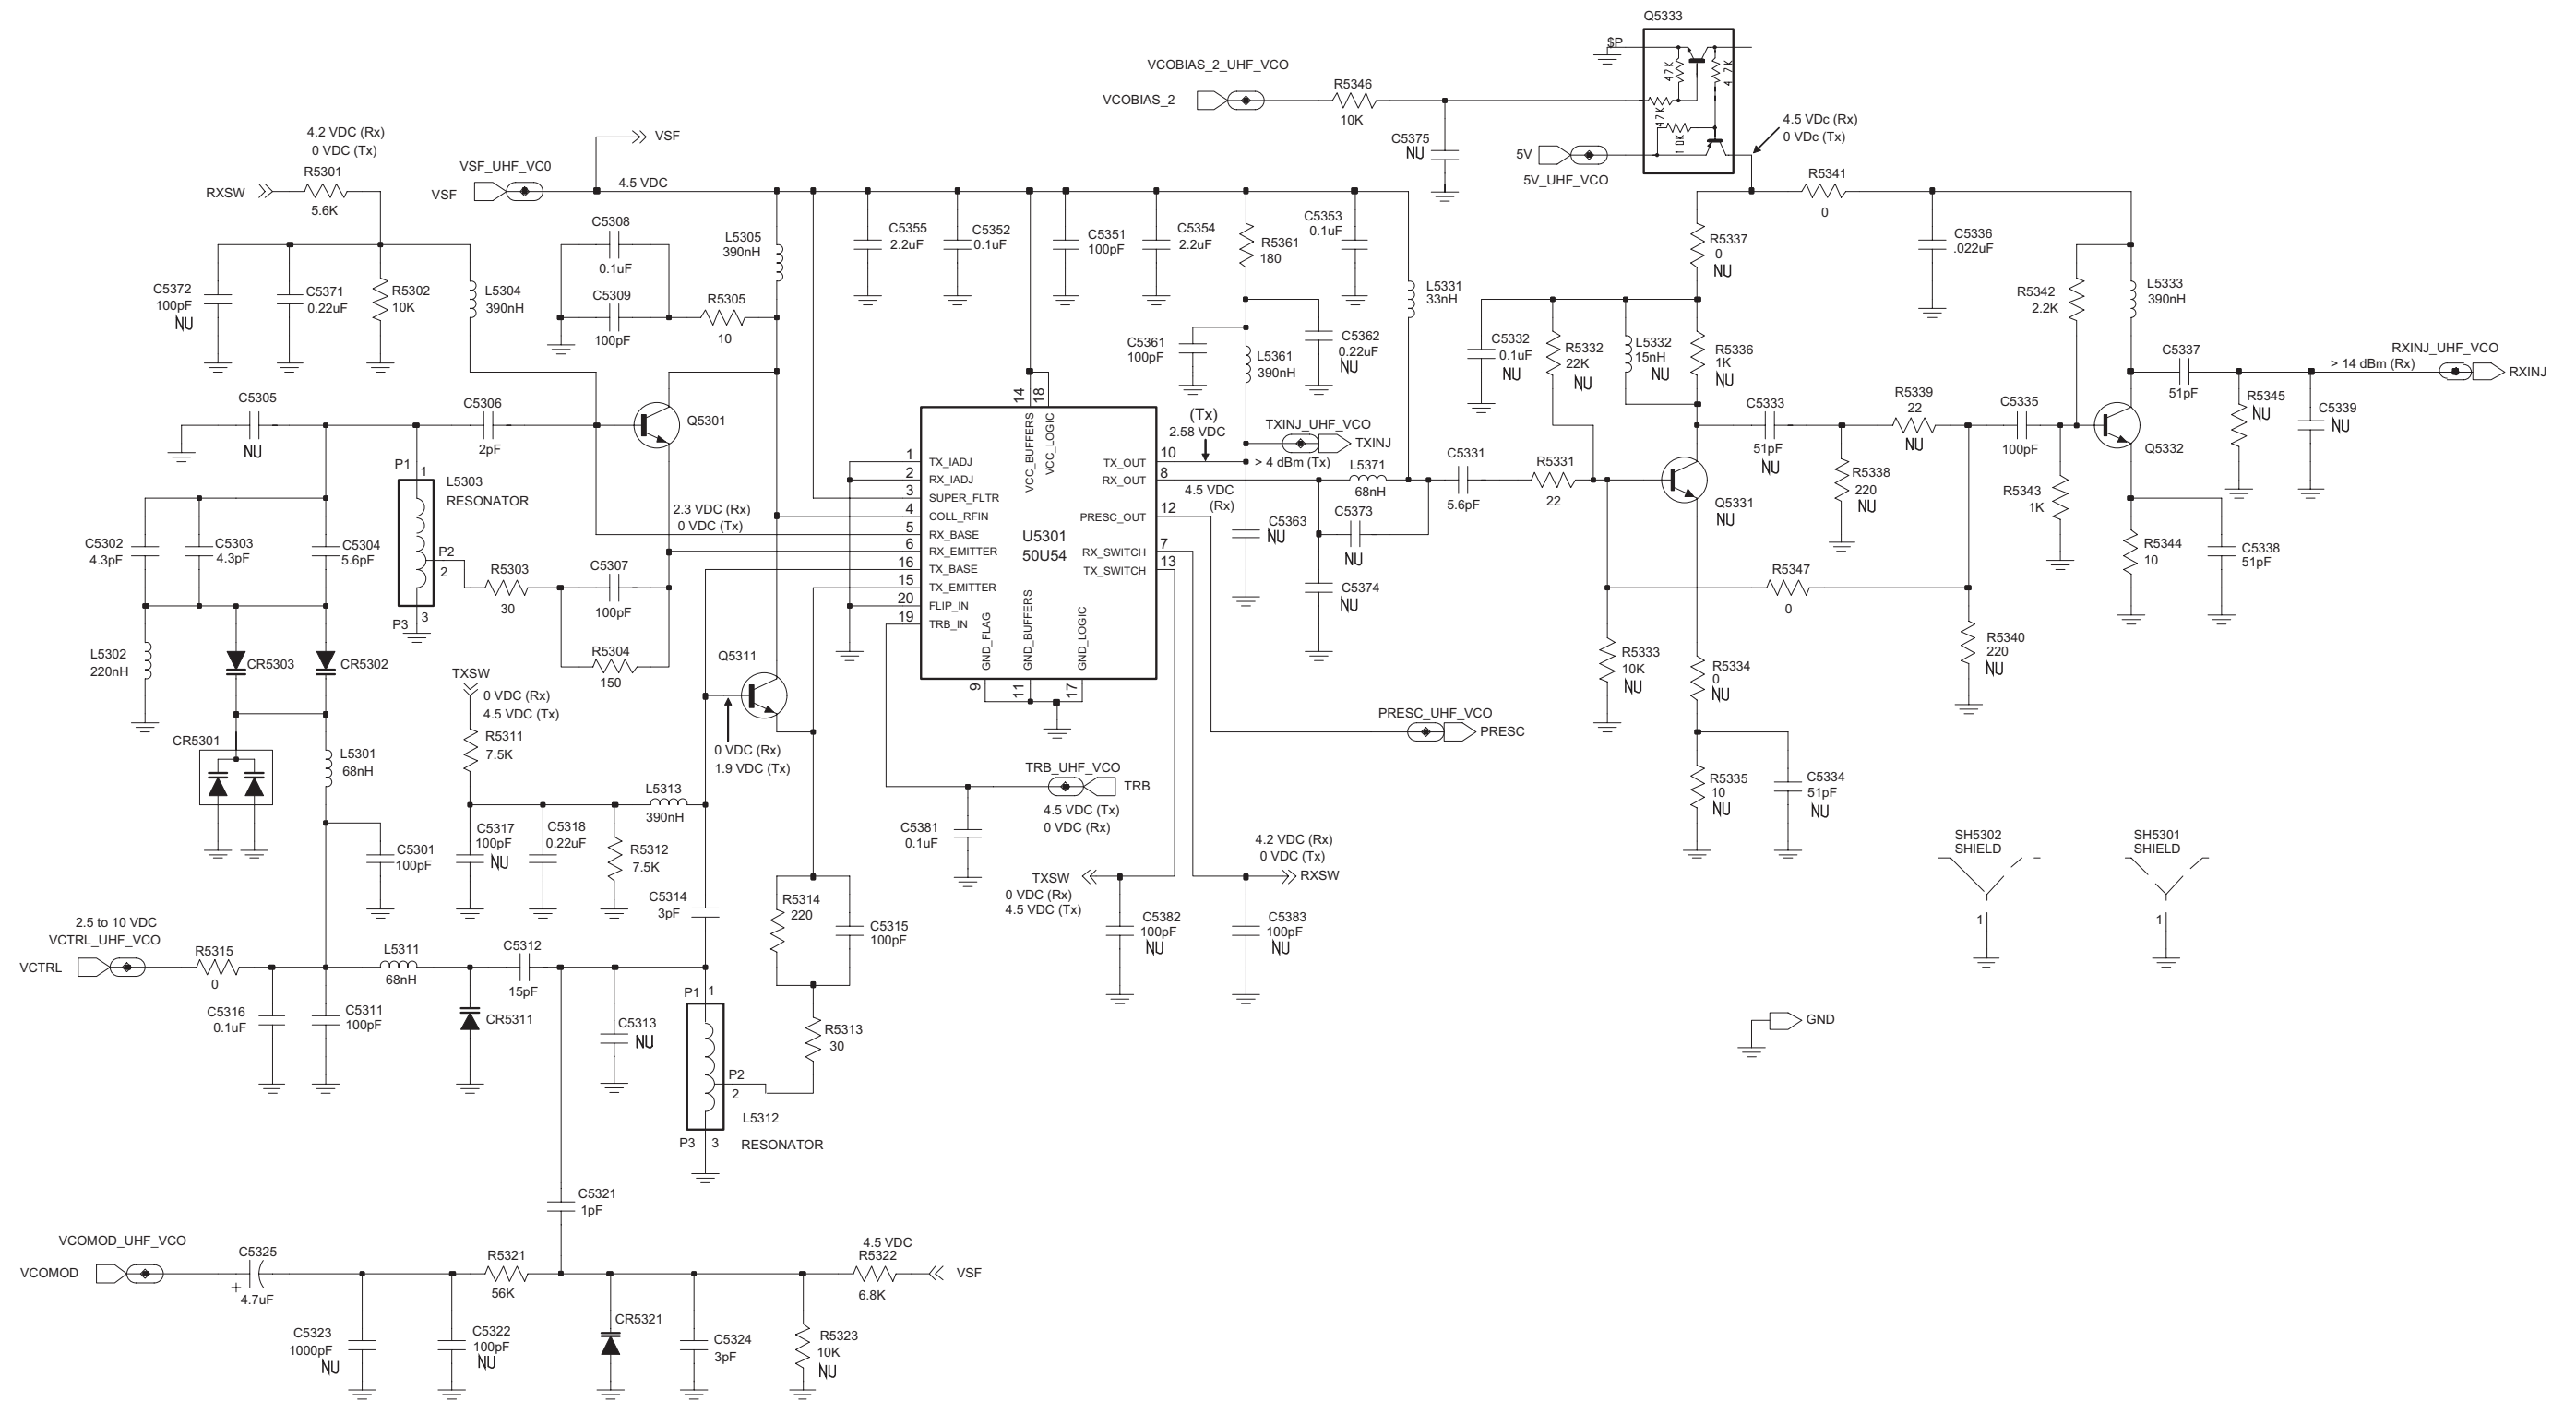 Q5333
$P
47K
4.7K
47K
10K
VCOBIAS_2_UHF_VCO
VCOBIAS_2
R5346
10K
C5375
NU
5V
5V_UHF_VCO
4.5 VDc (Rx)
0 VDc (Tx)
4.2 VDC (Rx)
0 VDC (Tx)
R5301
RXSW
5.6K
VSF
VSF_UHF_VC0
VSF
4.5 VDC
R5341
0
C5372
100pF
NU
C5371
0.22uF
R5302
10K
L5304
390nH
C5308
0.1uF
C5309
100pF
R5305
10
L5305
390nH
C5355
2.2uF
C5352
0.1uF
C5351
100pF
C5354
2.2uF
R5361
180
C5353
0.1uF
L5331
33nH
R5337
0
NU
C5336
.022uF
R5342
2.2K
L5333
390nH
C5361
100pF
L5361
390nH
C5362
0.22uF
NU
C5332
0.1uF
NU
R5332
22K
NU
L5332
15nH
NU
R5336
1K
NU
C5337
51pF
> 14 dBm (Rx)
RXINJ_UHF_VCO
RXINJ
R5345
NU
C5339
NU
C5305
NU
C5306
2pF
Q5301
P1
1
L5303
RESONATOR
P2
2
P3
3
14
18
VCC_BUFFERS
VCC_LOGIC
U5301
50U54
1
TX_IADJ
2
RX_IADJ
3
SUPER_FLTR
4
COLL_RFIN
5
RX_BASE
6
RX_EMITTER
16
TX_BASE
15
TX_EMITTER
20
FLIP_IN
19
TRB_IN
GND_FLAG
GND_BUFFERS
GND_LOGIC
9
11
17
TX_OUT
10
RX_OUT
8
PRESC_OUT
12
RX_SWITCH
7
TX_SWITCH
13
(Tx)
2.58 VDC
TXINJ_UHF_VCO
TXINJ
> 4 dBm (Tx)
4.5 VDC
(Rx)
L5371
68nH
C5363
NU
C5373
NU
C5374
NU
C5331
5.6pF
R5331
22
Q5331
NU
C5333
51pF
NU
R5339
22
NU
R5338
220
NU
C5335
100pF
Q5332
R5343
1K
R5344
10
C5338
51pF
R5347
0
R5333
10K
NU
R5334
0
NU
R5340
220
NU
R5335
10
NU
C5334
51pF
NU
2.3 VDC (Rx)
0 VDC (Tx)
C5302
4.3pF
C5303
4.3pF
C5304
5.6pF
R5303
30
C5307
100pF
R5304
150
L5302
220nH
CR5303
CR5302
CR5301
L5301
68nH
C5301
100pF
TXSW
0 VDC (Rx)
4.5 VDC (Tx)
R5311
7.5K
Q5311
0 VDC (Rx)
1.9 VDC (Tx)
L5313
390nH
C5317
100pF
NU
C5318
0.22uF
R5312
7.5K
C5314
3pF
PRESC_UHF_VCO
PRESC
TRB_UHF_VCO
TRB
4.5 VDC (Tx)
0 VDC (Rx)
C5381
0.1uF
TXSW
0 VDC (Rx)
4.5 VDC (Tx)
C5382
100pF
NU
4.2 VDC (Rx)
0 VDC (Tx)
RXSW
C5383
100pF
NU
SH5302
SHIELD
1
SH5301
SHIELD
1
R5314
220
C5315
100pF
R5313
30
2.5 to 10 VDC
VCTRL_UHF_VCO
VCTRL
R5315
0
L5311
68nH
C5312
15pF
C5316
0.1uF
C5311
100pF
CR5311
C5313
NU
P1
1
P2
2
L5312
P3
3
RESONATOR
GND
C5321
1pF
VCOMOD_UHF_VCO
VCOMOD
C5325
+
4.7uF
R5321
56K
4.5 VDC
R5322
6.8K
VSF
C5323
1000pF
NU
C5322
100pF
NU
CR5321
C5324
3pF
R5323
10K
NU